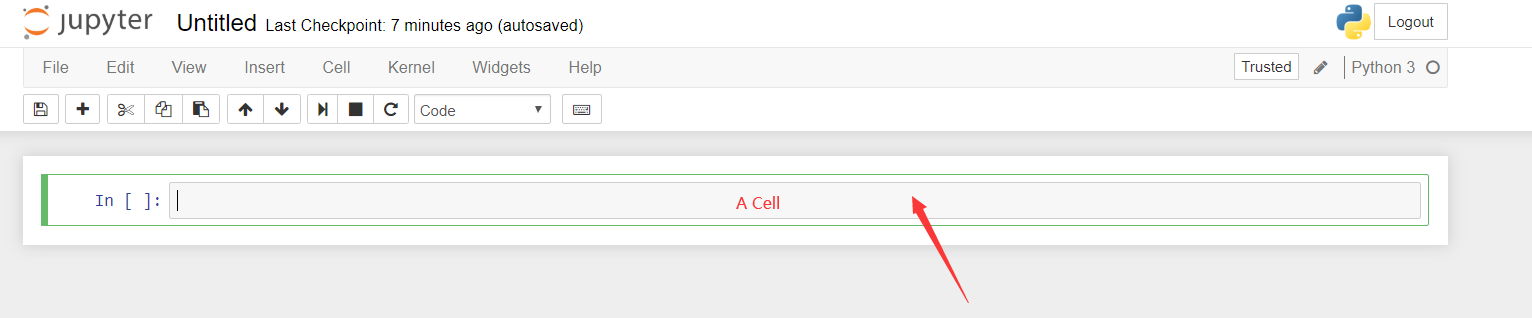 jupyter Untitled Last Checkpoint: 7 minutes ago (autosaved) Logout
File Edit View Insert Cell Kernel Widgets Help Trusted Python 3
Code
In [ ]: A Cell